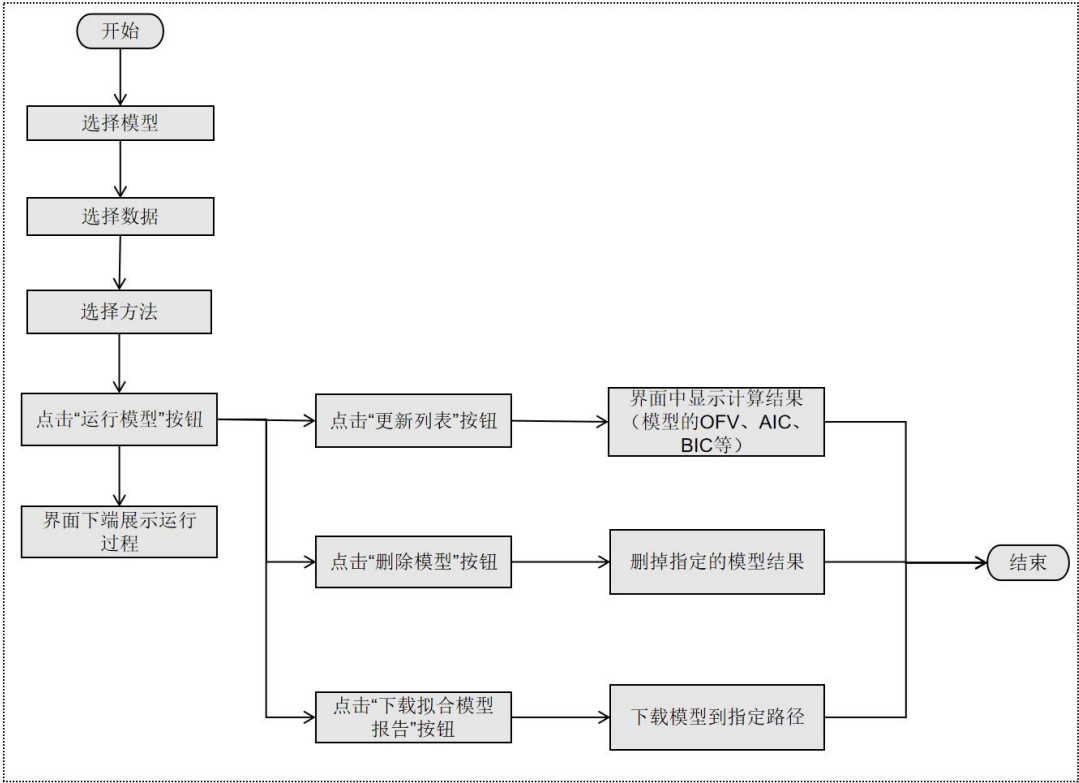 开始
选择模型
选择数据
选择方法
点击“运行模型”按钮
界面下端展示运行
过程
点击“更新列表”按钮
界面中显示计算结果
（模型的OFV、AIC、
BIC等）
点击“删除模型”按钮
删掉指定的模型结果
点击“下载拟合模型
报告”按钮
下载模型到指定路径
结束